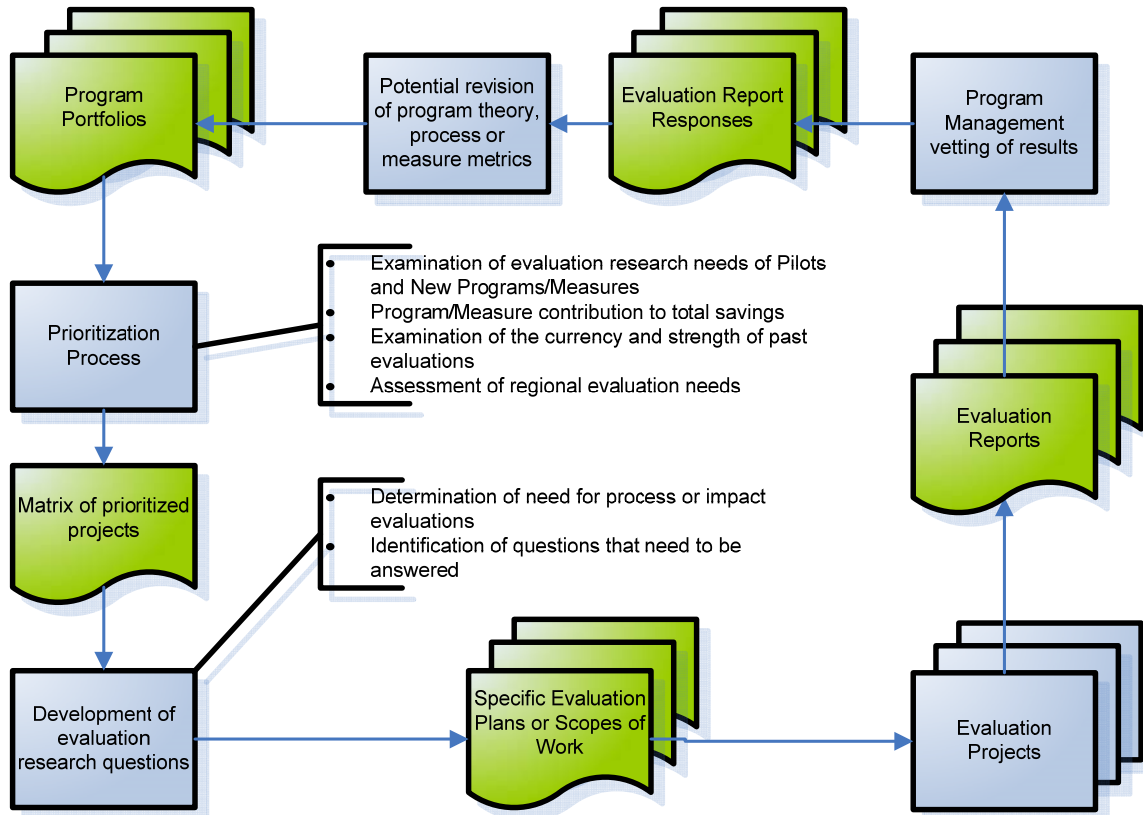 Program
Portfolios
Potential revision
of program theory,
process or
measure metrics
Evaluation Report
Responses
Program
Management
vetting of results
Prioritization
Process
• Examination of evaluation research needs of Pilots
and New Programs/Measures
• Program/Measure contribution to total savings
• Examination of the currency and strength of past
evaluations
• Assessment of regional evaluation needs
Evaluation
Reports
Matrix of prioritized
projects
• Determination of need for process or impact
evaluations
• Identification of questions that need to be
answered
Development of
evaluation
research questions
Specific Evaluation
Plans or Scopes of
Work
Evaluation
Projects